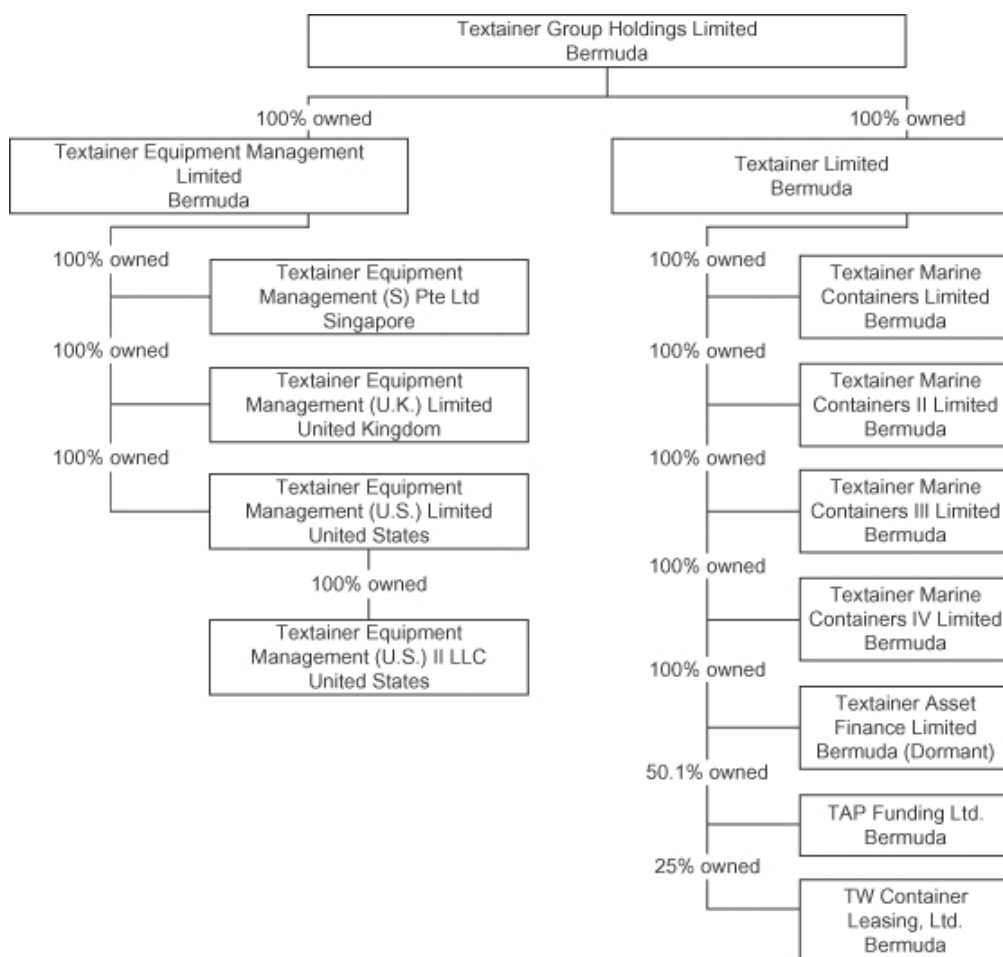 Textainer Group Holdings Limited
Bermuda
100% owned
100% owned
Textainer Equipment Management
Limited
Bermuda
Textainer Limited
Bermuda
100% owned
Textainer Equipment
Management (S) Pte Ltd
Singapore
100% owned
Textainer Equipment
Management (U.K.) Limited
United Kingdom
100% owned
Textainer Equipment
Management (U.S.) Limited
United States
100% owned
Textainer Equipment
Management (U.S.) II LLC
United States
100% owned
Textainer Marine
Containers Limited
Bermuda
100% owned
Textainer Marine
Containers II Limited
Bermuda
100% owned
Textainer Marine
Containers III Limited
Bermuda
100% owned
Textainer Marine
Containers IV Limited
Bermuda
100% owned
Textainer Asset
Finance Limited
Bermuda (Dormant)
50.1% owned
TAP Funding Ltd.
Bermuda
25% owned
TW Container
Leasing, Ltd.
Bermuda